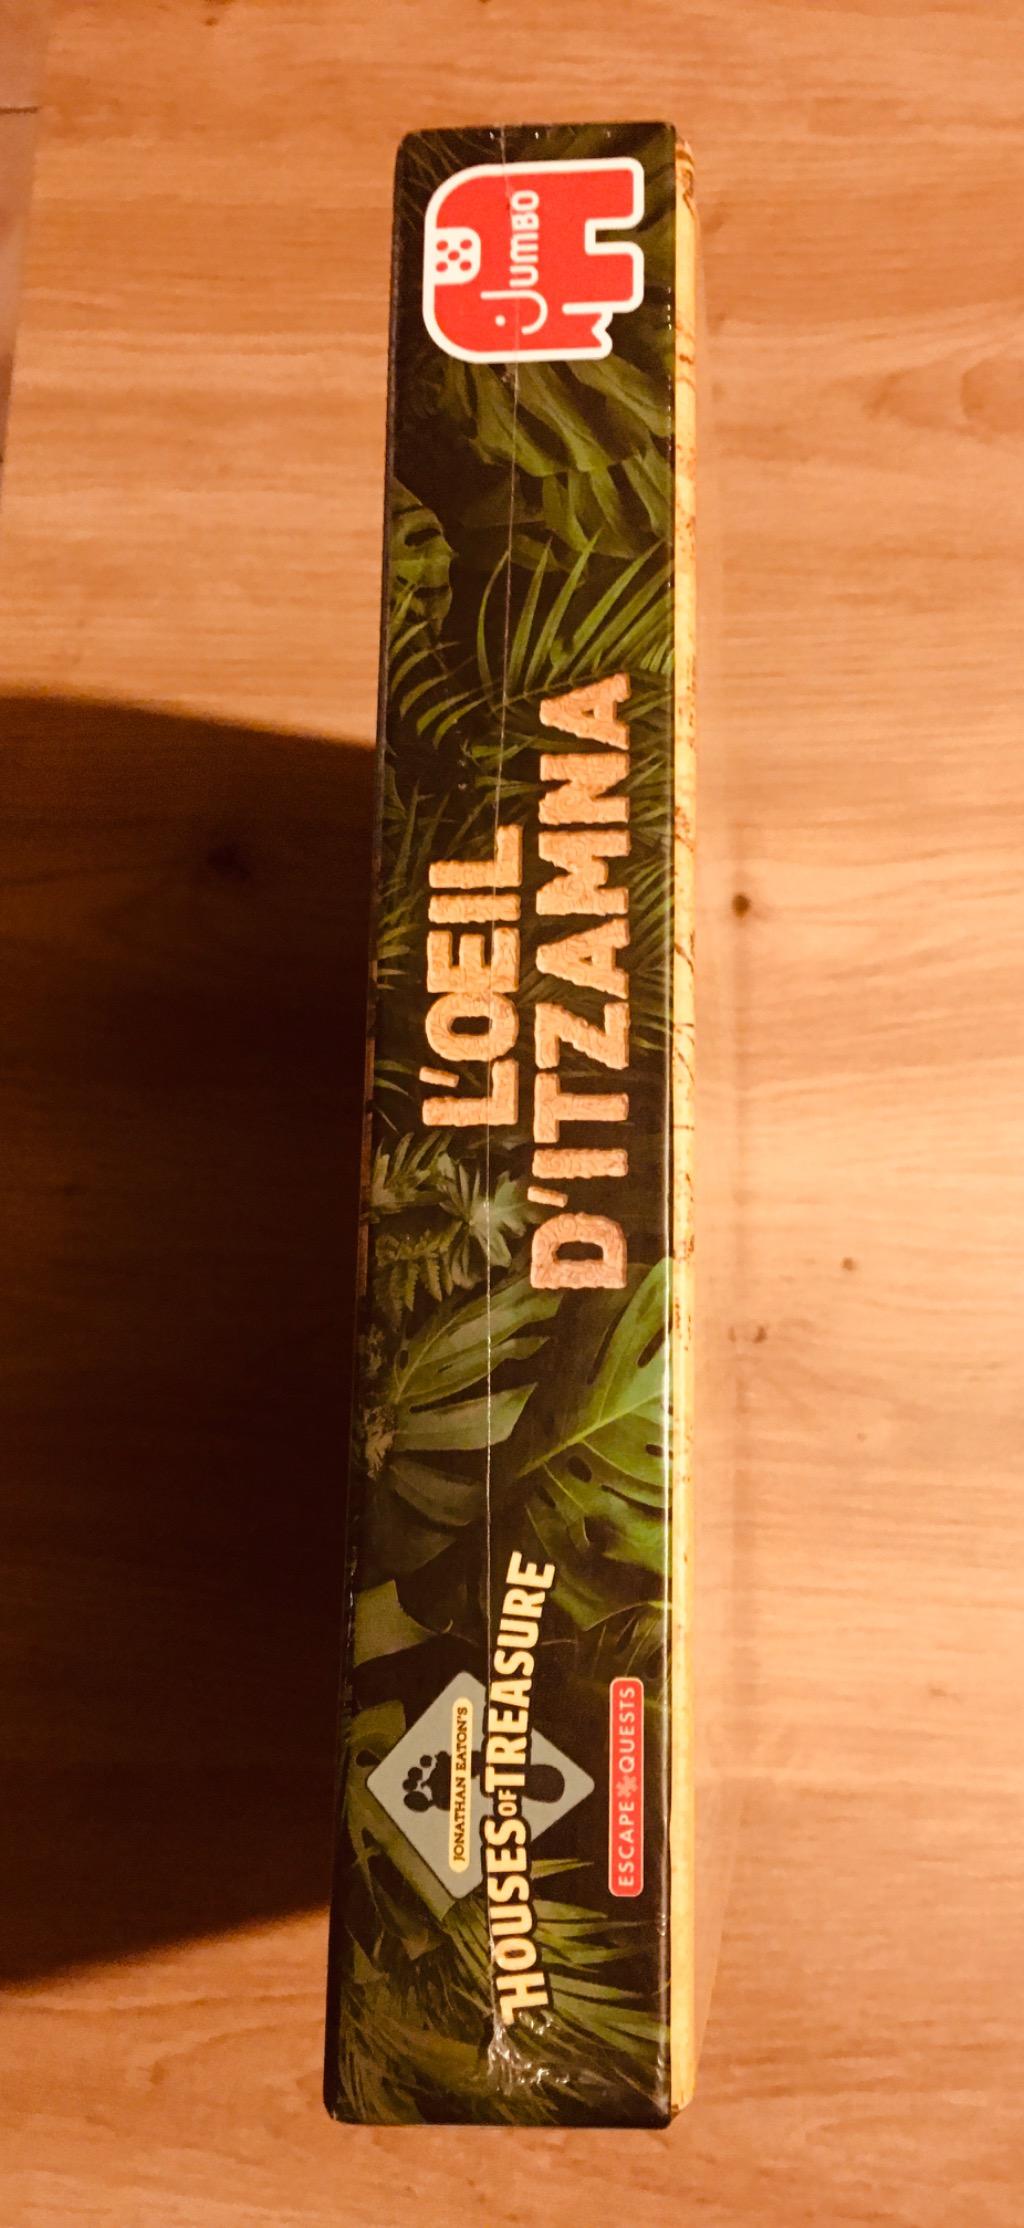 JONATHAN EATON'S
HOUSES OF TREASURE
ESCAPE QUESTS
L'OEIL
D'ITZAMNA
JUMBO